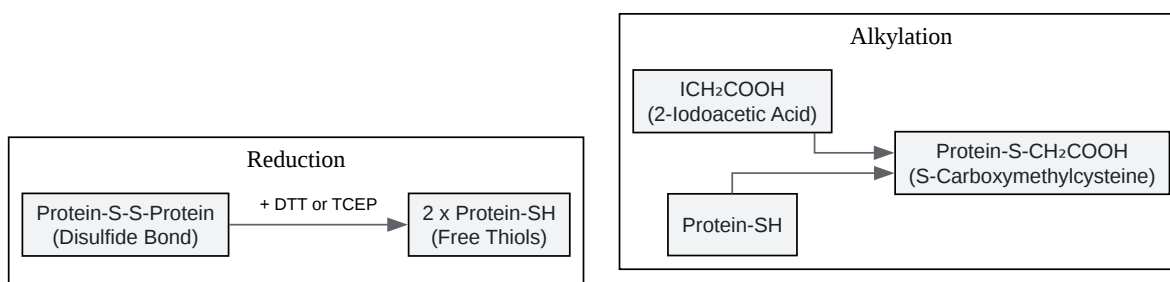 Reduction
Protein-S-S-Protein
(Disulfide Bond)
+ DTT or TCEP
2 x Protein-SH
(Free Thiols)
Alkylation
ICH₂COOH
(2-Iodoacetic Acid)
Protein-SH
Protein-S-CH₂COOH
(S-Carboxymethylcysteine)